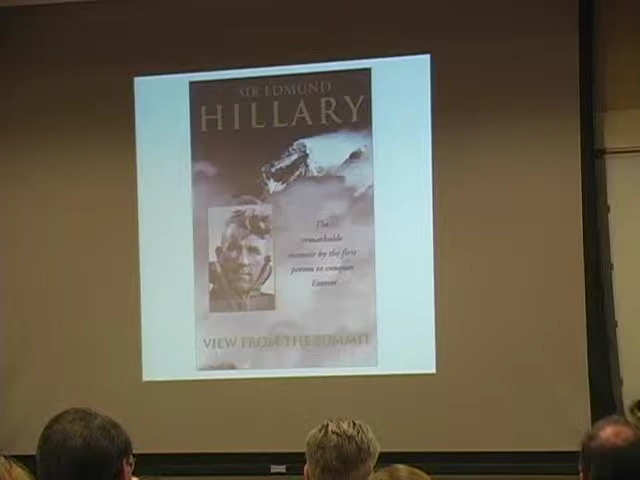 SIR EDMUND
HILLARY
The
remarkable
memoir by the first
person to conquer
Everest
VIEW FROM THE SUMMIT